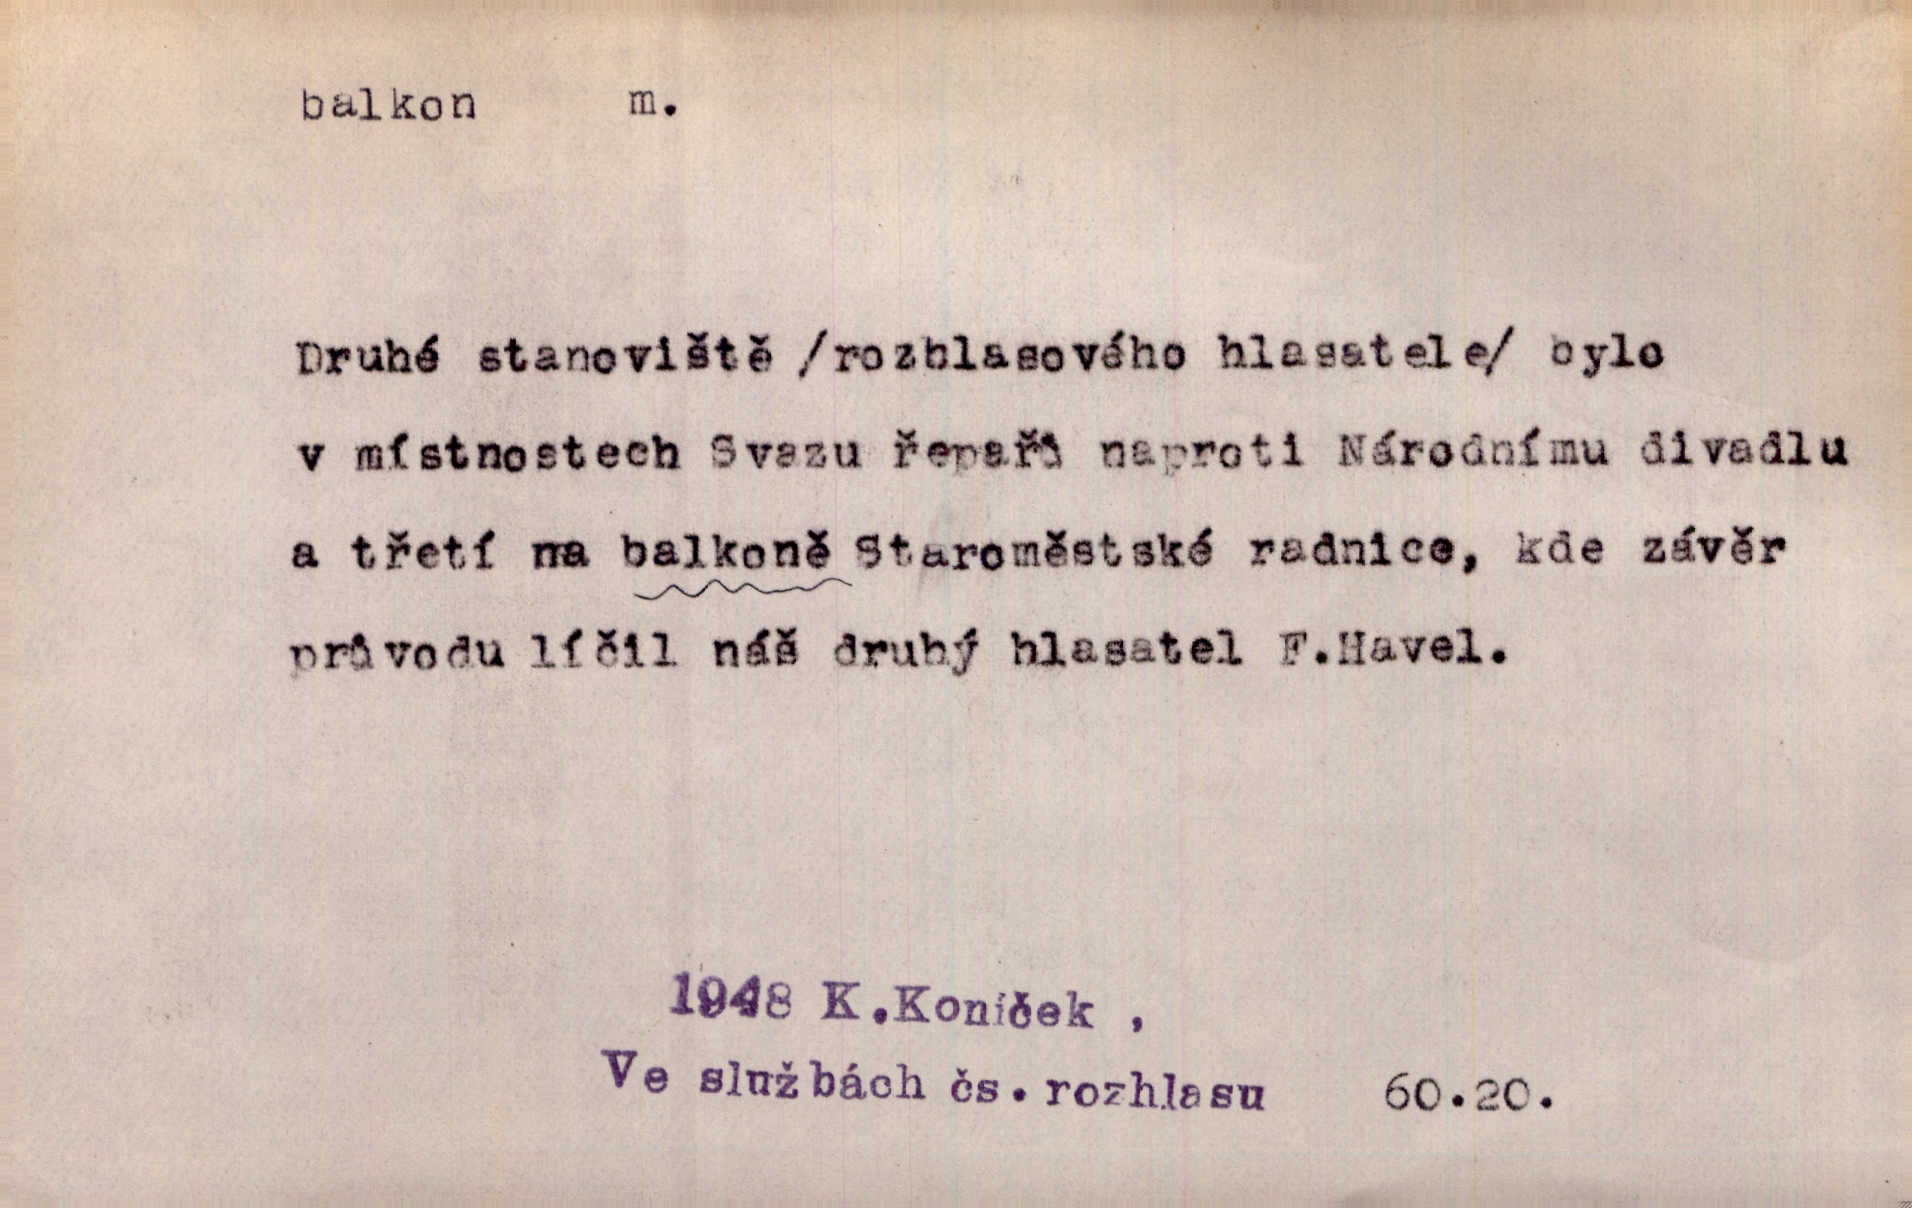 balkon m.
Druhé stanoviště /rozhlasového hlasatele/ bylo
v místnostech Svazu řepařů naproti Národnímu divadlu
a třetí na balkoně Staroměstské radnice, kde závěr
průvodu líčil náš druhý hlasatel F.Havel.
1948 K.Koníček ,
Ve službách čs.rozhlasu 60.20.